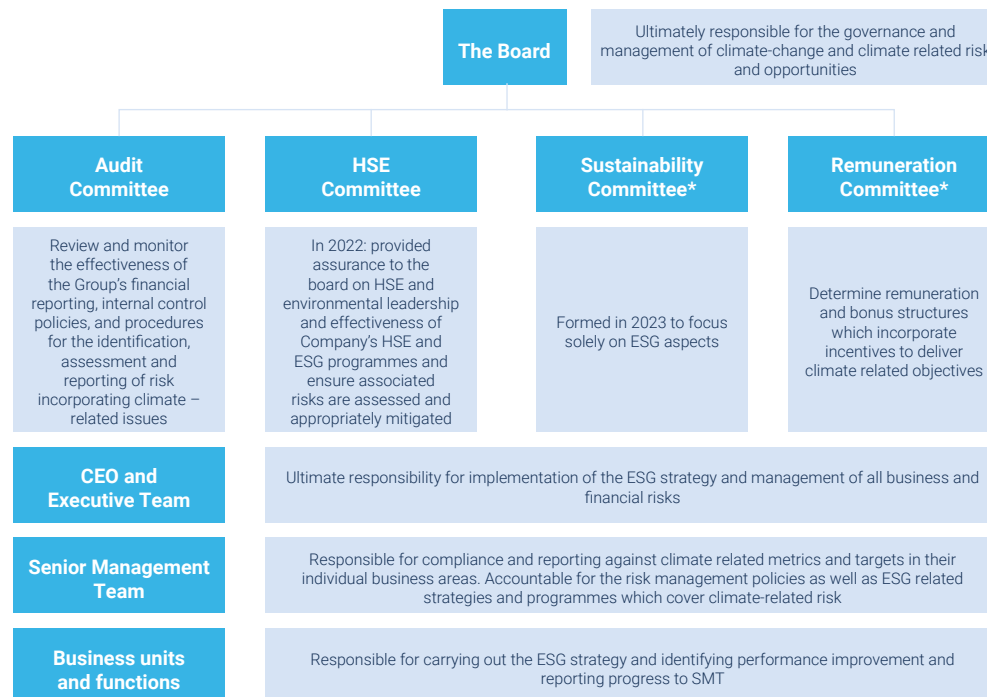 The Board
Ultimately responsible for the governance and
management of climate-change and climate related risk
and opportunities
Audit
Committee
HSE
Committee
Sustainability
Committee*
Remuneration
Committee*
Review and monitor
the effectiveness of
the Group's financial
reporting, internal control
policies, and procedures
for the identification,
assessment and
reporting of risk
incorporating climate –
related issues
In 2022: provided
assurance to the
board on HSE and
environmental leadership
and effectiveness of
Company's HSE and
ESG programmes and
ensure associated
risks are assessed and
appropriately mitigated
Formed in 2023 to focus
solely on ESG aspects
Determine remuneration
and bonus structures
which incorporate
incentives to deliver
climate related objectives
CEO and
Executive Team
Ultimate responsibility for implementation of the ESG strategy and management of all business and
financial risks
Senior Management
Team
Responsible for compliance and reporting against climate related metrics and targets in their
individual business areas. Accountable for the risk management policies as well as ESG related
strategies and programmes which cover climate-related risk
Business units
and functions
Responsible for carrying out the ESG strategy and identifying performance improvement and
reporting progress to SMT